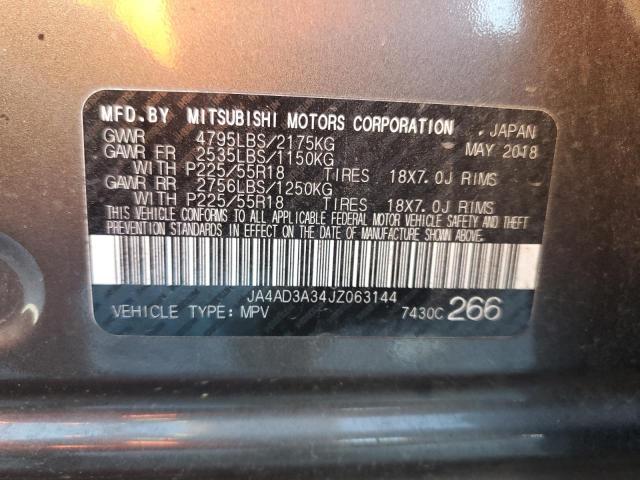 MFD.BY MITSUBISHI MOTORS CORPORATION , JAPAN
GVWR 4795LBS/2175KG MAY 2018
GAWR FR 2535LBS/1150KG
WITH P225/55R18 TIRES 18X7.0J RIMS
GAWR RR 2756LBS/1250KG
WITH P225/55R18 TIRES 18X7.0J RIMS
THIS VEHICLE CONFORMS TO ALL APPLICABLE FEDERAL MOTOR VEHICLE SAFETY AND THEFT
PREVENTION STANDARDS IN EFFECT ON THE DATE OF MANUFACTURE SHOWN ABOVE.
JA4AD3A34JZ063144
VEHICLE TYPE: MPV 7430C 266